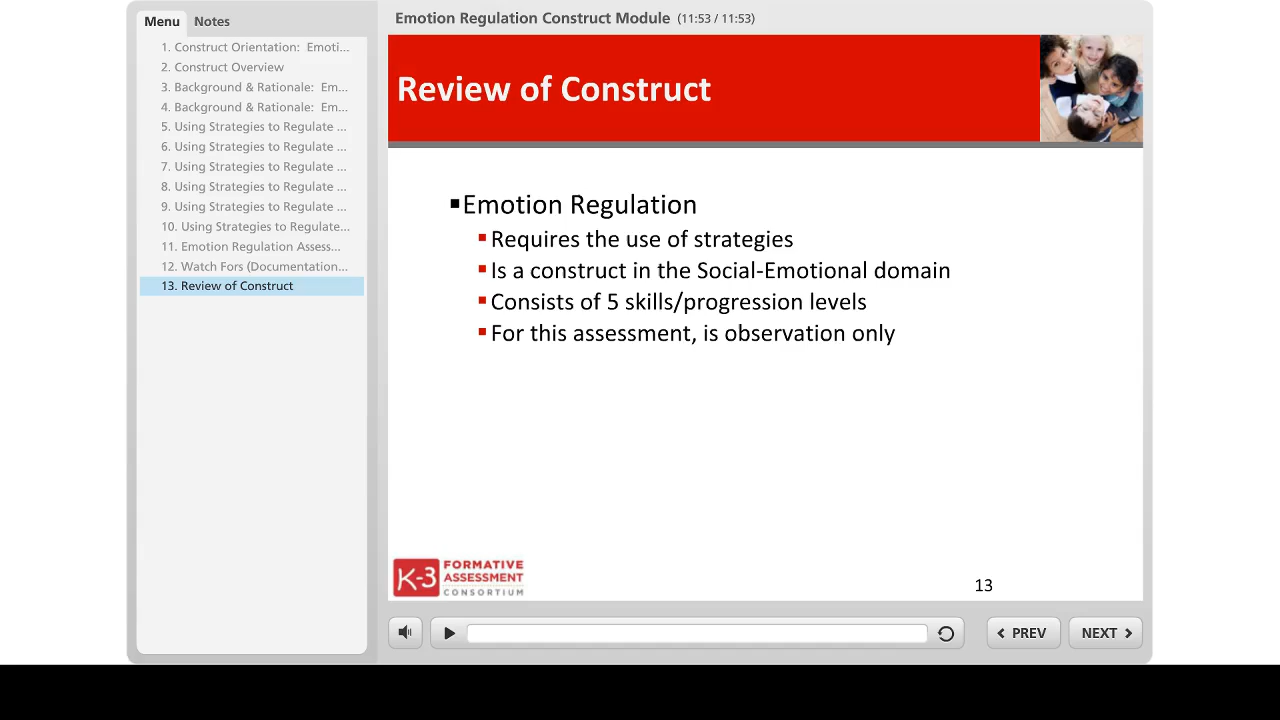 Menu
Notes
Emotion Regulation Construct Module (11:53 / 11:53)
1. Construct Orientation: Emoti...
2. Construct Overview
3. Background & Rationale: Em...
4. Background & Rationale: Em...
5. Using Strategies to Regulate ...
6. Using Strategies to Regulate ...
7. Using Strategies to Regulate ...
8. Using Strategies to Regulate ...
9. Using Strategies to Regulate ...
10. Using Strategies to Regulate...
11. Emotion Regulation Assess...
12. Watch Fors (Documentation...
13. Review of Construct
Review of Construct
▪Emotion Regulation
▪Requires the use of strategies
▪Is a construct in the Social-Emotional domain
▪Consists of 5 skills/progression levels
▪For this assessment, is observation only
K-3
FORMATIVE
ASSESSMENT
CONSORTIUM
13
PREV
NEXT